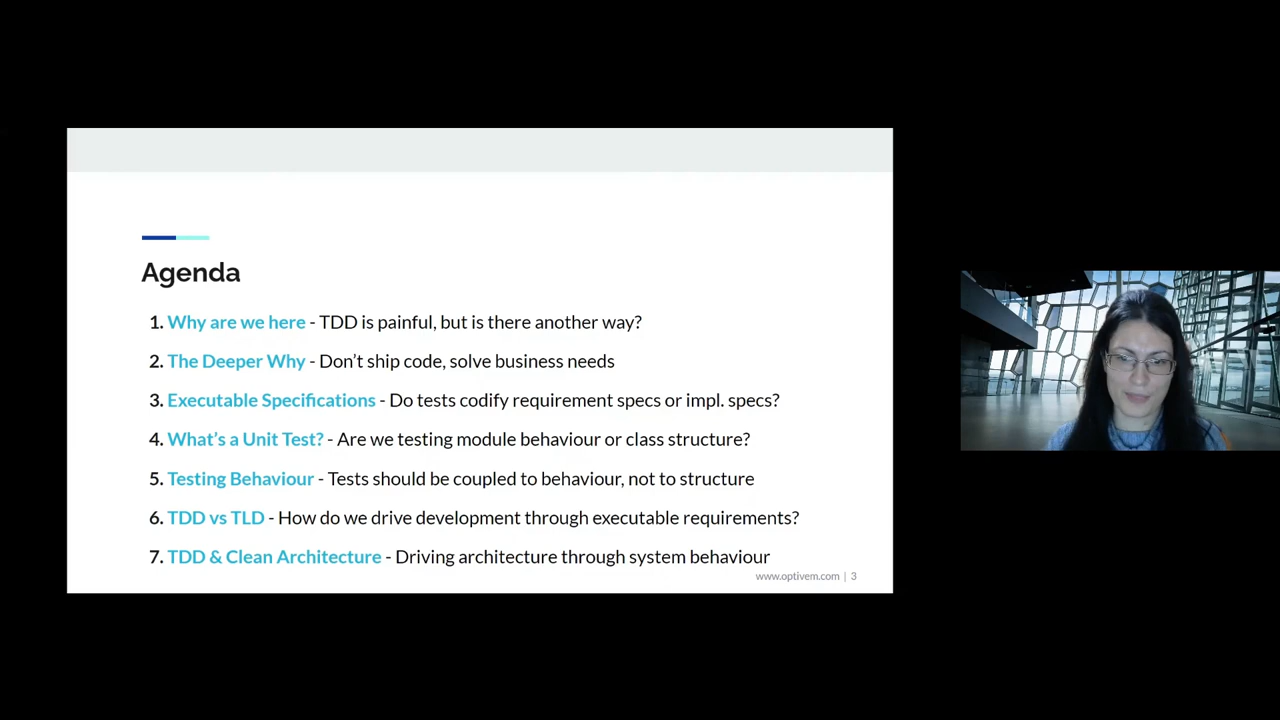 Agenda
1. Why are we here - TDD is painful, but is there another way?
2. The Deeper Why - Don’t ship code, solve business needs
3. Executable Specifications - Do tests codify requirement specs or impl. specs?
4. What’s a Unit Test? - Are we testing module behaviour or class structure?
5. Testing Behaviour - Tests should be coupled to behaviour, not to structure
6. TDD vs TLD - How do we drive development through executable requirements?
7. TDD & Clean Architecture - Driving architecture through system behaviour
www.optivem.com | 3